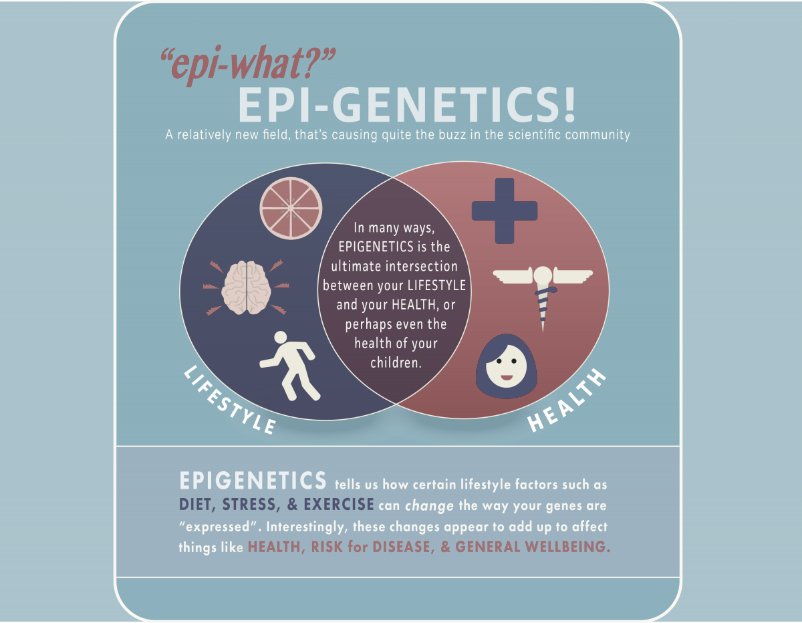 “epi-what?”
EPI-GENETICS!
A relatively new field, that's causing quite the buzz in the scientific community
In many ways,
EPIGENETICS is the
ultimate intersection
between your LIFESTYLE
and your HEALTH, or
perhaps even the
health of your
children.
LIFESTYLE
HEALTH
EPIGENETICS tells us how certain lifestyle factors such as
DIET, STRESS, & EXERCISE can change the way your genes are
“expressed”. Interestingly, these changes appear to add up to affect
things like HEALTH, RISK for DISEASE, & GENERAL WELLBEING.